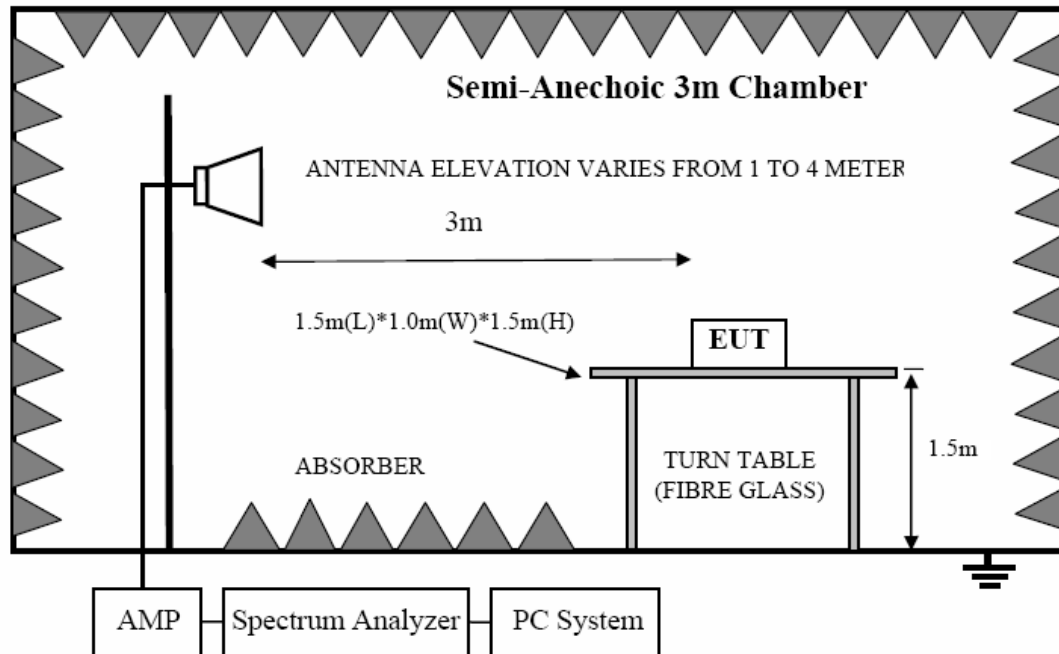 Semi-Anechoic 3m Chamber
ANTENNA ELEVATION VARIES FROM 1 TO 4 METER
3m
1.5m(L)*1.0m(W)*1.5m(H)
EUT
1.5m
ABSORBER
TURN TABLE
(FIBRE GLASS)
AMP
Spectrum Analyzer
PC System